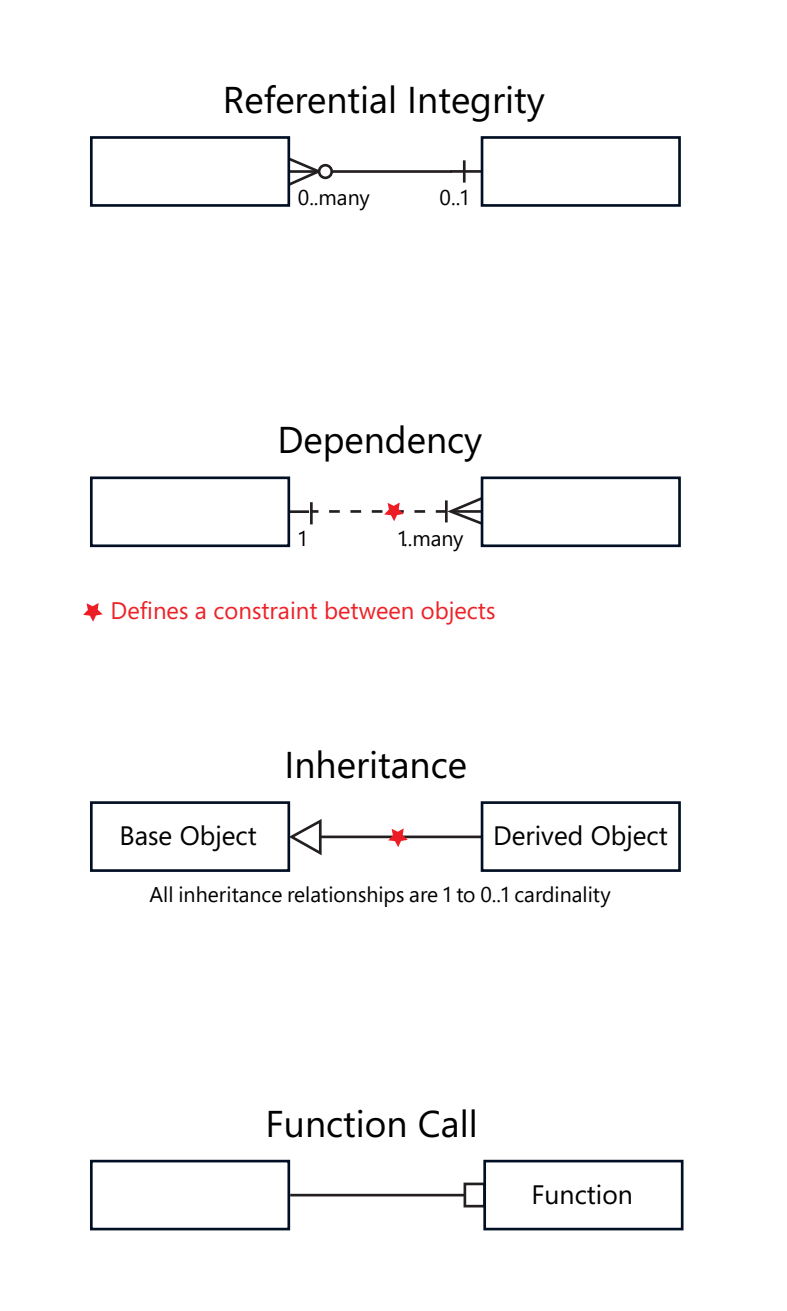 Referential Integrity
0..many
0..1
Dependency
1
1.many
Defines a constraint between objects
Inheritance
Base Object
Derived Object
All inheritance relationships are 1 to 0..1 cardinality
Function Call
Function